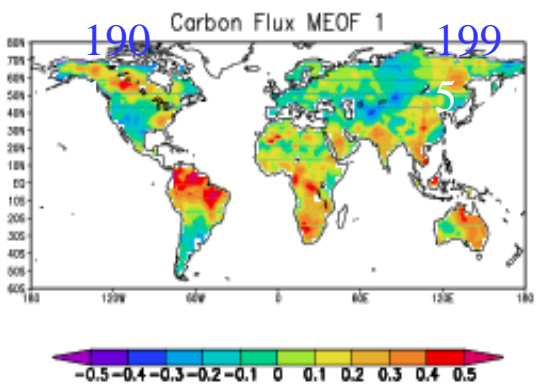 Carbon Flux MEOF 1
190 199
5
80N
70N
60N
50N
40N
30N
20N
10N
EQ
10S
20S
30S
40S
50S
60S
180 120W 60W 0 60E 120E 180
-0.5 -0.4 -0.3 -0.2 -0.1 0 0.1 0.2 0.3 0.4 0.5